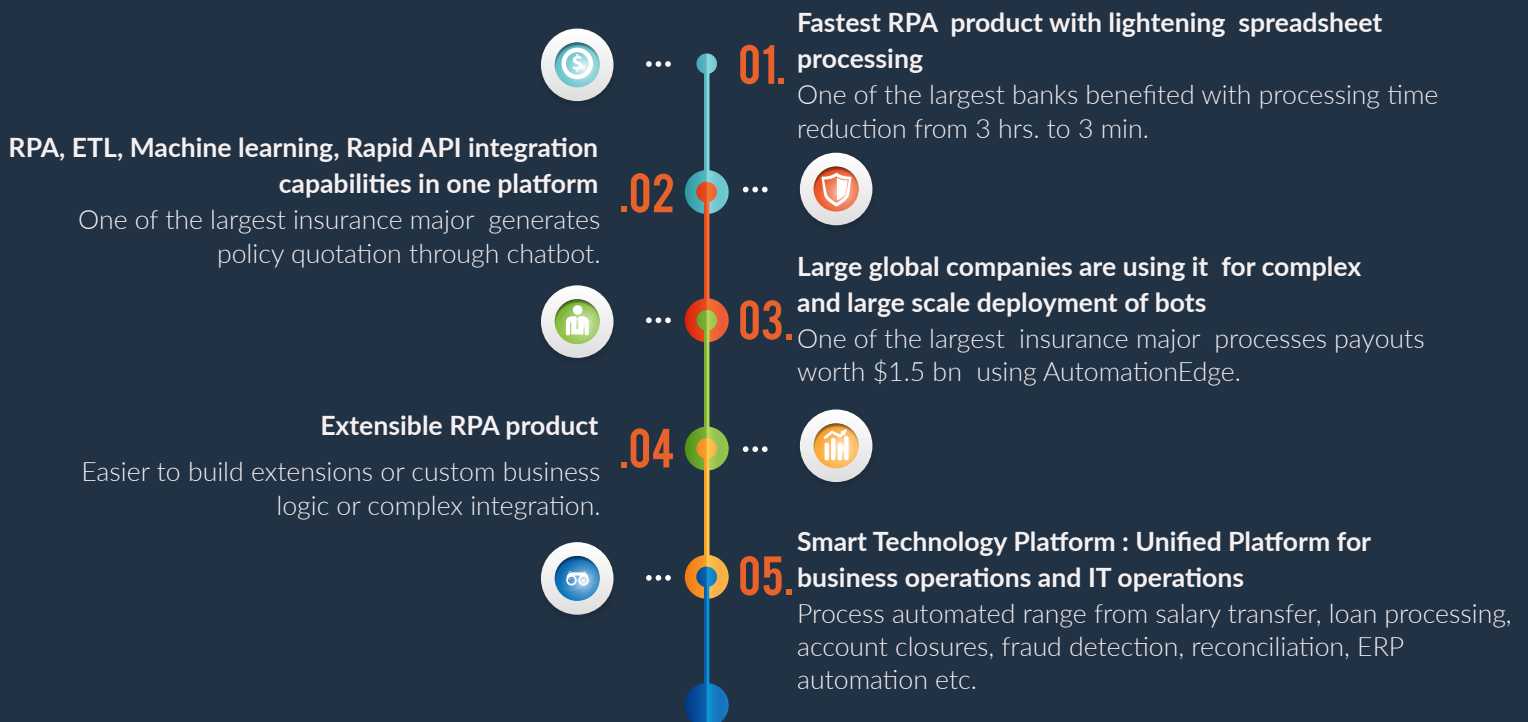 01.
Fastest RPA product with lightening spreadsheet
processing
One of the largest banks benefited with processing time
reduction from 3 hrs. to 3 min.
.02
RPA, ETL, Machine learning, Rapid API integration
capabilities in one platform
One of the largest insurance major generates
policy quotation through chatbot.
03.
Large global companies are using it for complex
and large scale deployment of bots
One of the largest insurance major processes payouts
worth $1.5 bn using AutomationEdge.
.04
Extensible RPA product
Easier to build extensions or custom business
logic or complex integration.
05.
Smart Technology Platform : Unified Platform for
business operations and IT operations
Process automated range from salary transfer, loan processing,
account closures, fraud detection, reconciliation, ERP
automation etc.